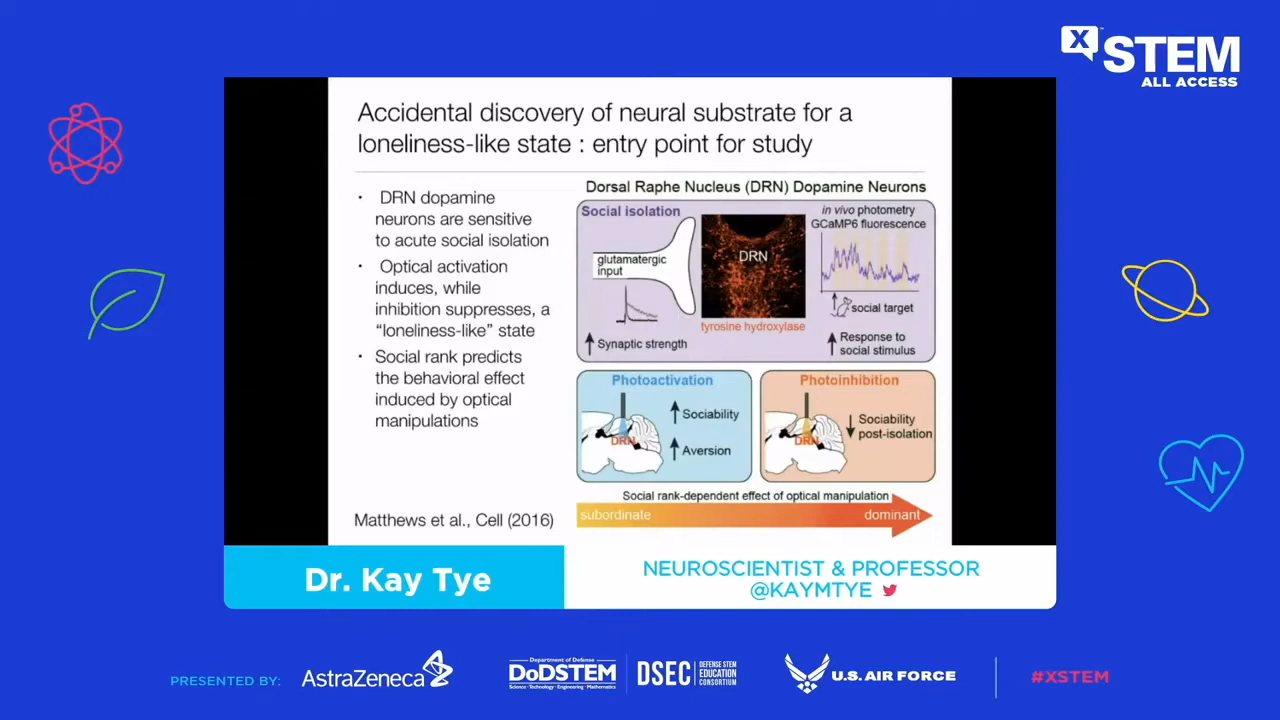 X STEM
ALL ACCESS
Accidental discovery of neural substrate for a
loneliness-like state : entry point for study
• DRN dopamine
neurons are sensitive
to acute social isolation
• Optical activation
induces, while
inhibition suppresses, a
“loneliness-like” state
• Social rank predicts
the behavioral effect
induced by optical
manipulations
Matthews et al., Cell (2016)
Dorsal Raphe Nucleus (DRN) Dopamine Neurons
Social isolation
glutamatergic
input
Synaptic strength
DRN
tyrosine hydroxylase
in vivo photometry
GCaMP6 fluorescence
social target
Response to
social stimulus
Photoactivation
DRN
Sociability
Aversion
Photoinhibition
DRN
Sociability
post-isolation
Social rank-dependent effect of optical manipulation
subordinate
dominant
Dr. Kay Tye
NEUROSCIENTIST & PROFESSOR
@KAYMTYE
PRESENTED BY:
AstraZeneca
Department of Defense
DoDSTEM
Science · Technology · Engineering · Mathematics
DSEC
DEFENSE STEM
EDUCATION
CONSORTIUM
U.S. AIR FORCE
#XSTEM